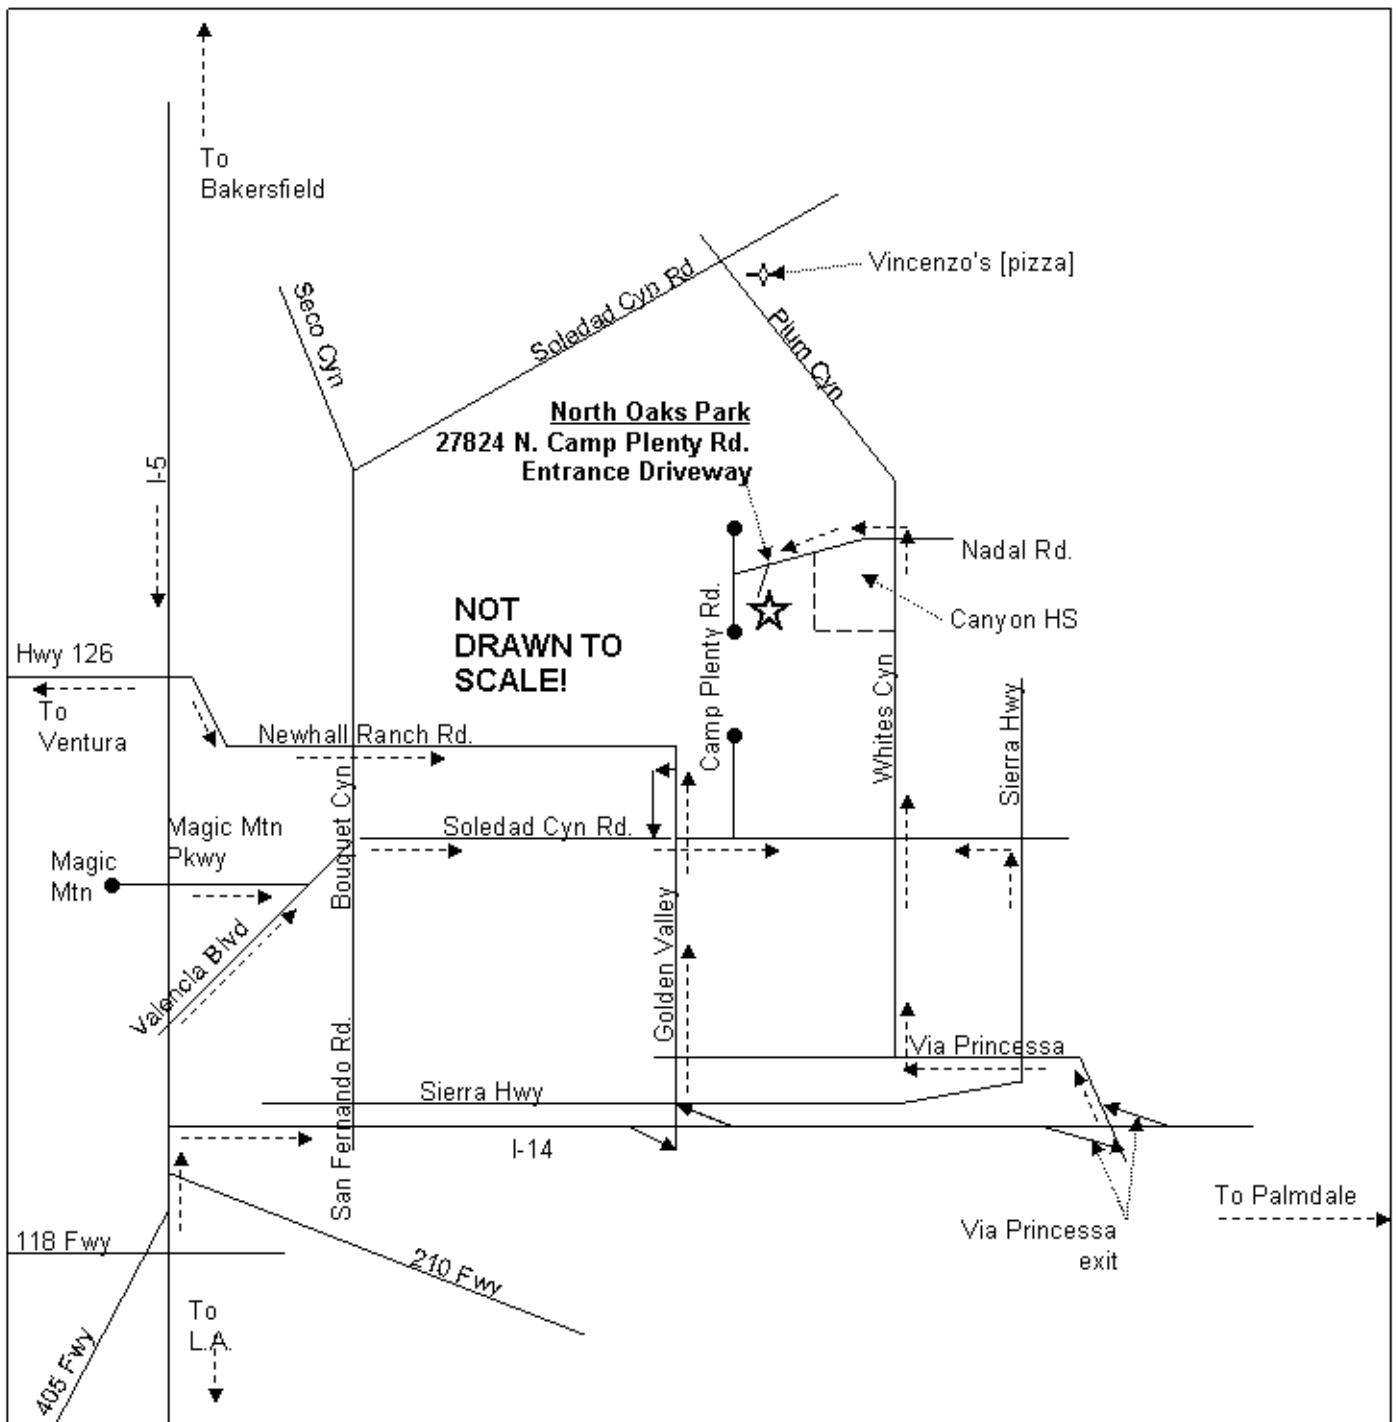 To
Bakersfield
Vincenzo's [pizza]
Soledad Cyn Rd
Seco Cyn
Plum Cyn
North Oaks Park
27824 N. Camp Plenty Rd.
Entrance Driveway
I-5
Nadal Rd.
Canyon HS
NOT
DRAWN TO
SCALE!
Hwy 126
To
Ventura
Newhall Ranch Rd.
Camp Plenty Rd.
Whites Cyn
Sierra Hwy
Magic Mtn
Pkwy
Magic
Mtn
Bouquet Cyn
Soledad Cyn Rd.
Valencla Blvd
Golden Valley
San Fernando Rd.
Via Princessa
Sierra Hwy
I-14
To Palmdale
Via Princessa
exit
118 Fwy
210 Fwy
To
L.A.
405 Fwy